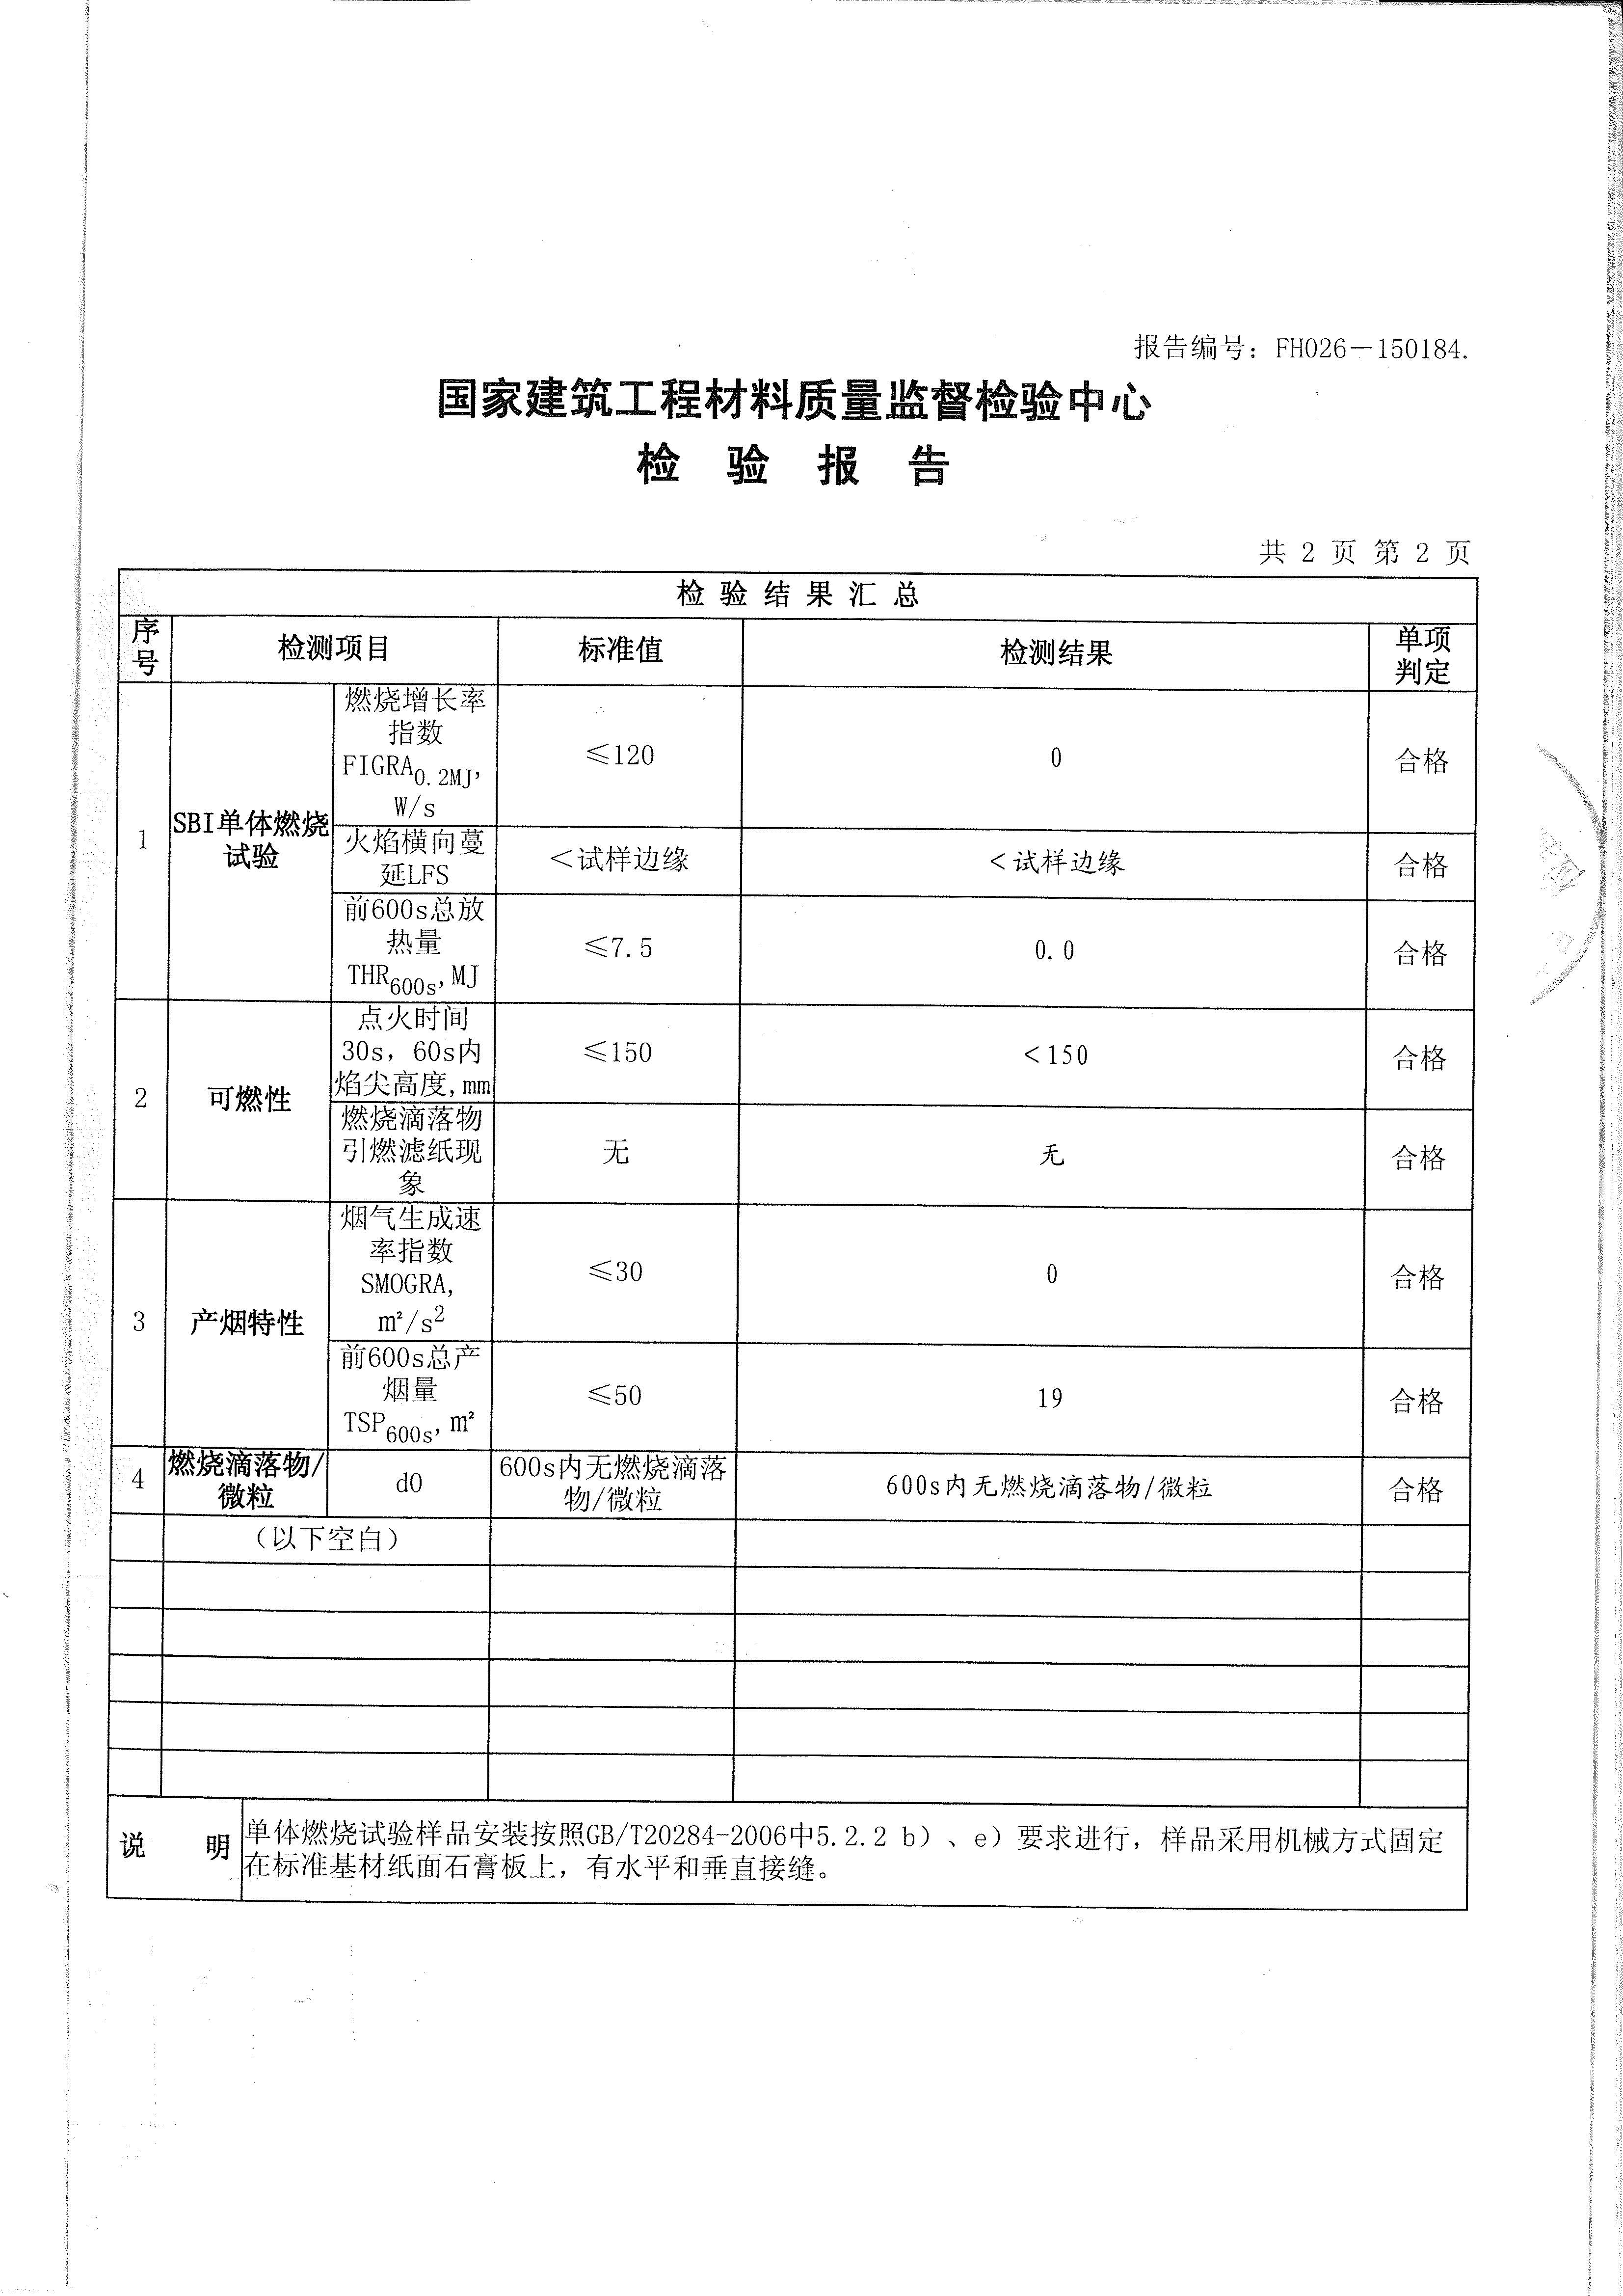 报告编号：FH026－150184.
国家建筑工程材料质量监督检验中心
检 验 报 告
共 2 页 第 2 页
检 验 结 果 汇 总
序号 检测项目 标准值 检测结果 单项判定
1
SBI单体燃烧
试验
燃烧增长率
指数
FIGRA0.2MJ,
W/s
≤120
0
合格
火焰横向蔓
延LFS
＜试样边缘
＜试样边缘
合格
前600s总放
热量
THR600s,MJ
≤7.5
0.0
合格
2
可燃性
点火时间
30s，60s内
焰尖高度,mm
≤150
＜150
合格
燃烧滴落物
引燃滤纸现
象
无
无
合格
3
产烟特性
烟气生成速
率指数
SMOGRA,
m²/s2
≤30
0
合格
前600s总产
烟量
TSP600s,m²
≤50
19
合格
4
燃烧滴落物/
微粒
d0
600s内无燃烧滴落
物/微粒
600s内无燃烧滴落物/微粒
合格
（以下空白）
说 明
单体燃烧试验样品安装按照GB/T20284-2006中5.2.2 b）、e）要求进行，样品采用机械方式固定
在标准基材纸面石膏板上，有水平和垂直接缝。